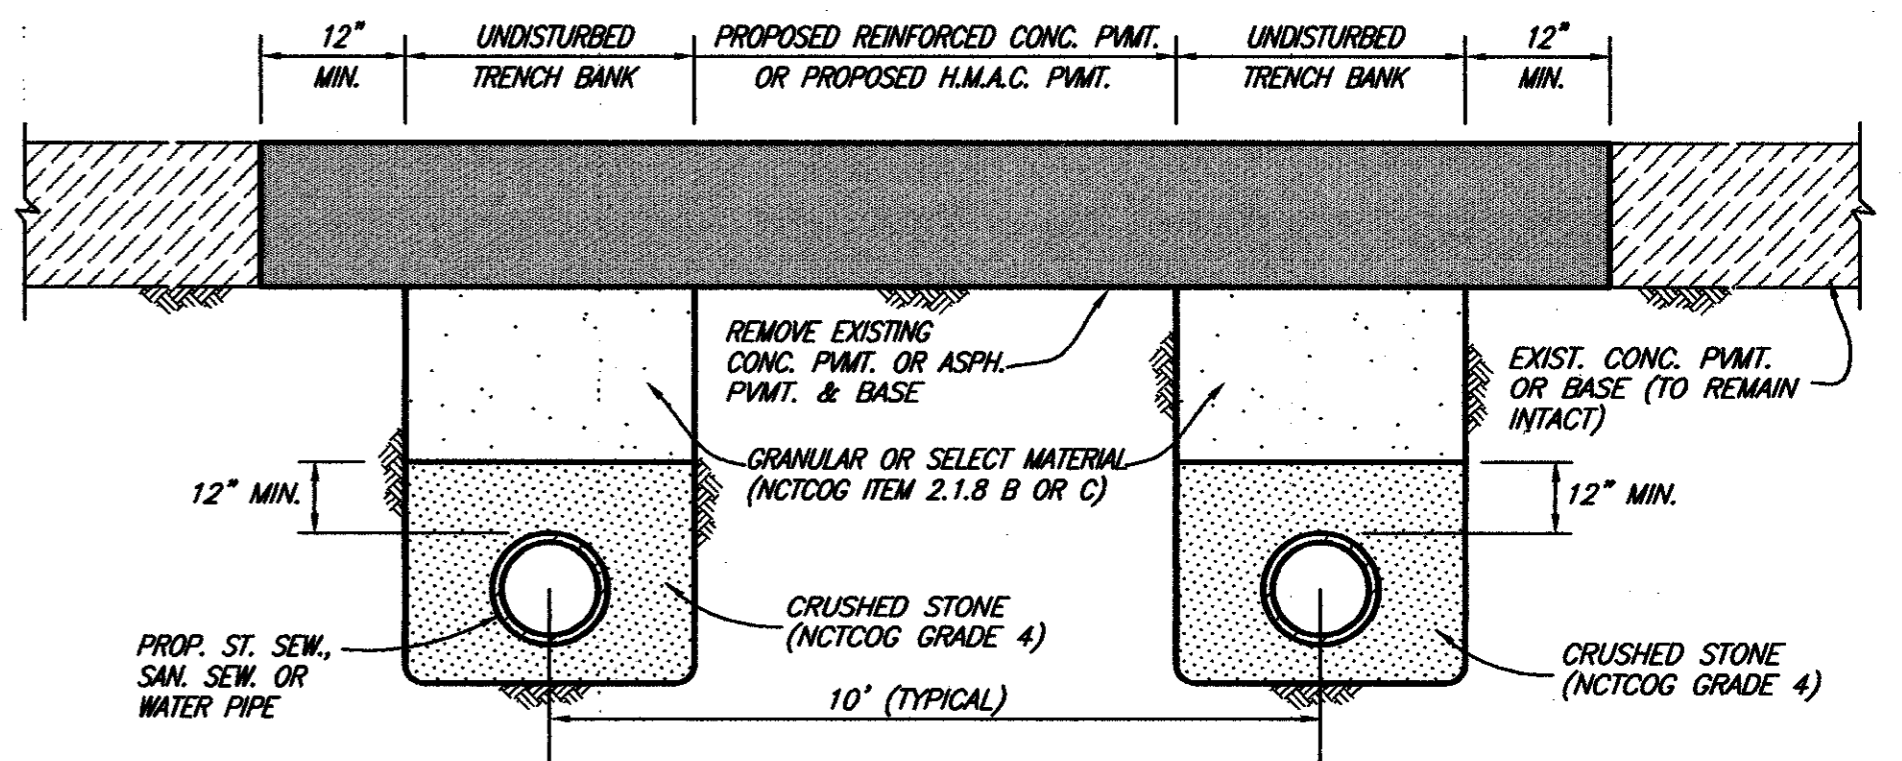 12"
MIN.
UNDISTURBED
TRENCH BANK
PROPOSED REINFORCED CONC. PVMT.
OR PROPOSED H.M.A.C. PVMT.
UNDISTURBED
TRENCH BANK
12"
MIN.
REMOVE EXISTING
CONC. PVMT. OR ASPH.
PVMT. & BASE
EXIST. CONC. PVMT.
OR BASE (TO REMAIN
INTACT)
GRANULAR OR SELECT MATERIAL
(NCTCOG ITEM 2.1.8 B OR C)
12" MIN.
12" MIN.
CRUSHED STONE
(NCTCOG GRADE 4)
PROP. ST. SEW.,
SAN. SEW. OR
WATER PIPE
CRUSHED STONE
(NCTCOG GRADE 4)
10' (TYPICAL)